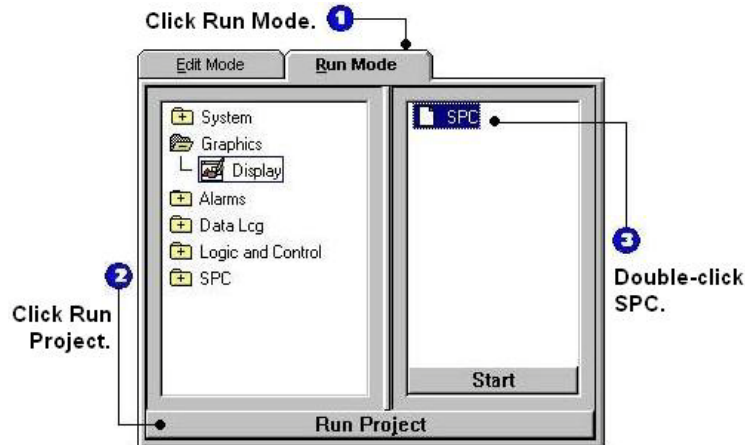 Click Run Mode. 1
Edit Mode
Run Mode
System
Graphics
Display
Alarms
Data Lcg
Logic and Control
SPC
SPC
Start
Run Project
2
Click Run
Project.
3
Double-click
SPC.